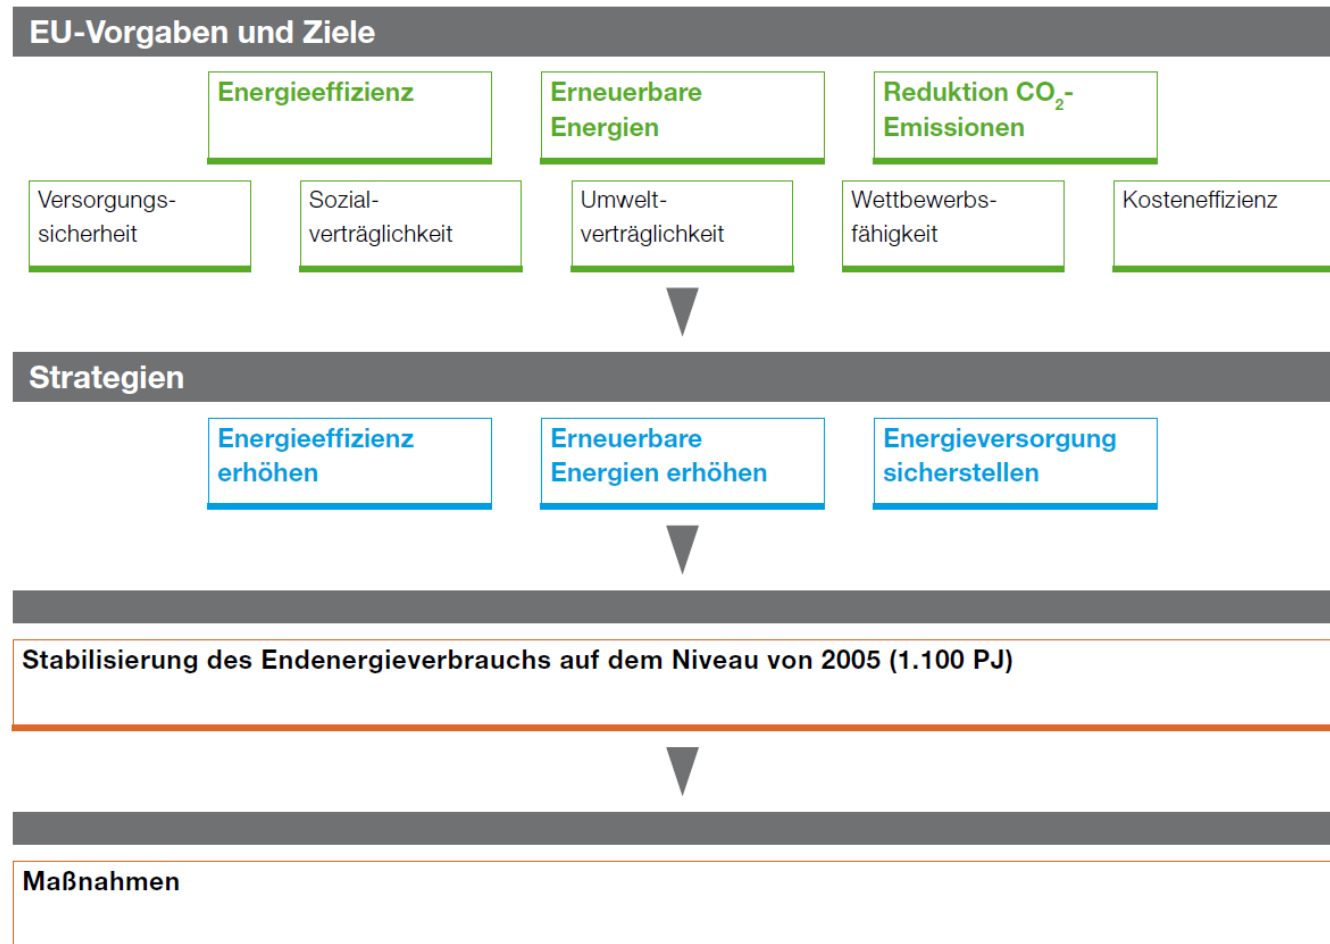 EU-Vorgaben und Ziele
Energieeffizienz
Erneuerbare
Energien
Reduktion CO₂-
Emissionen
Versorgungs-
sicherheit
Sozial-
verträglichkeit
Umwelt-
verträglichkeit
Wettbewerbs-
fähigkeit
Kosteneffizienz
Strategien
Energieeffizienz
erhöhen
Erneuerbare
Energien erhöhen
Energieversorgung
sicherstellen
Stabilisierung des Endenergieverbrauchs auf dem Niveau von 2005 (1.100 PJ)
Maßnahmen